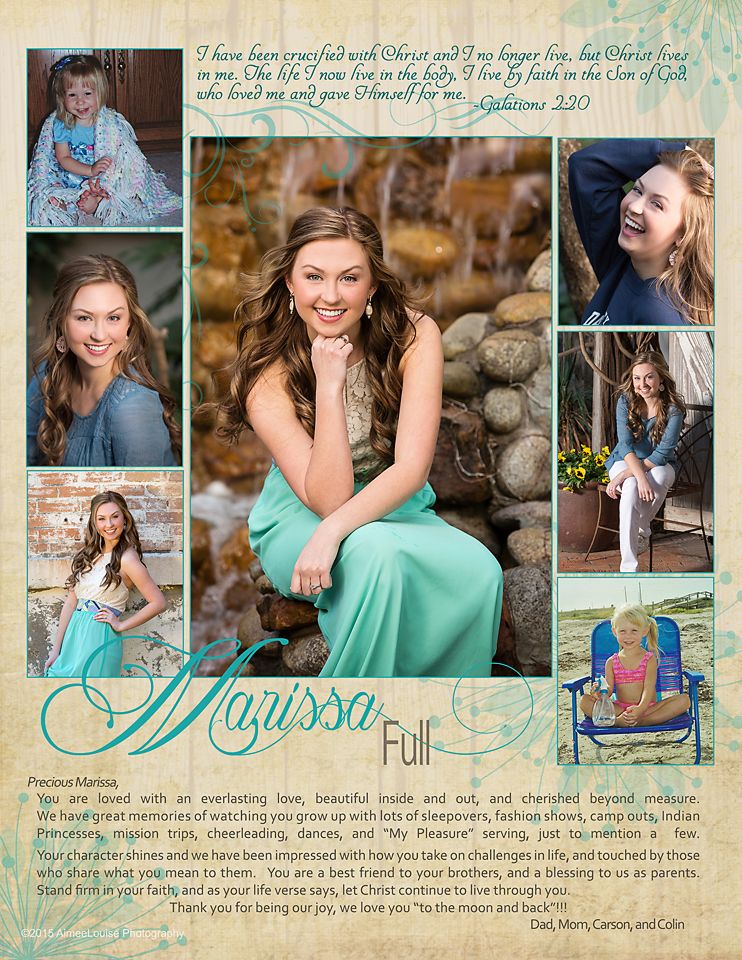 I have been crucified with Christ and I no longer live, but Christ lives
in me. The life I now live in the body, I live by faith in the Son of God,
who loved me and gave Himself for me.
~Galations 2:20
Marissa
Full
Precious Marissa,
You are loved with an everlasting love, beautiful inside and out, and cherished beyond measure.
We have great memories of watching you grow up with lots of sleepovers, fashion shows, camp outs, Indian
Princesses, mission trips, cheerleading, dances, and “My Pleasure” serving, just to mention a few.
Your character shines and we have been impressed with how you take on challenges in life, and touched by those
who share what you mean to them. You are a best friend to your brothers, and a blessing to us as parents.
Stand firm in your faith, and as your life verse says, let Christ continue to live through you.
Thank you for being our joy, we love you “to the moon and back”!!!
Dad, Mom, Carson, and Colin
©2015 AimeeLouise Photography